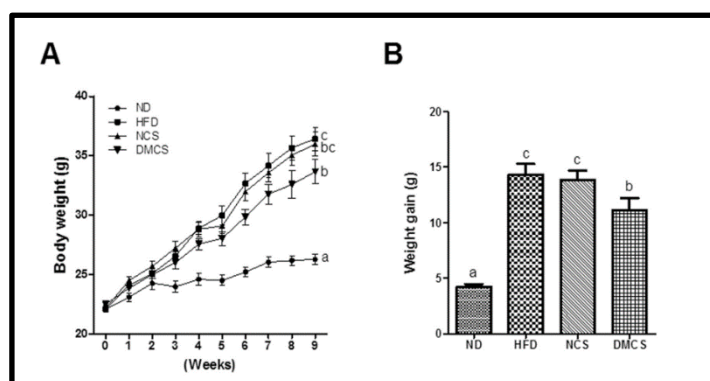 A
ND
HFD
NCS
DMCS
Body weight (g)
40
35
30
25
20
c
bc
b
a
0 1 2 3 4 5 6 7 8 9
(Weeks)
B
Weight gain (g)
20
15
10
5
0
a
c
c
b
ND HFD NCS DMCS